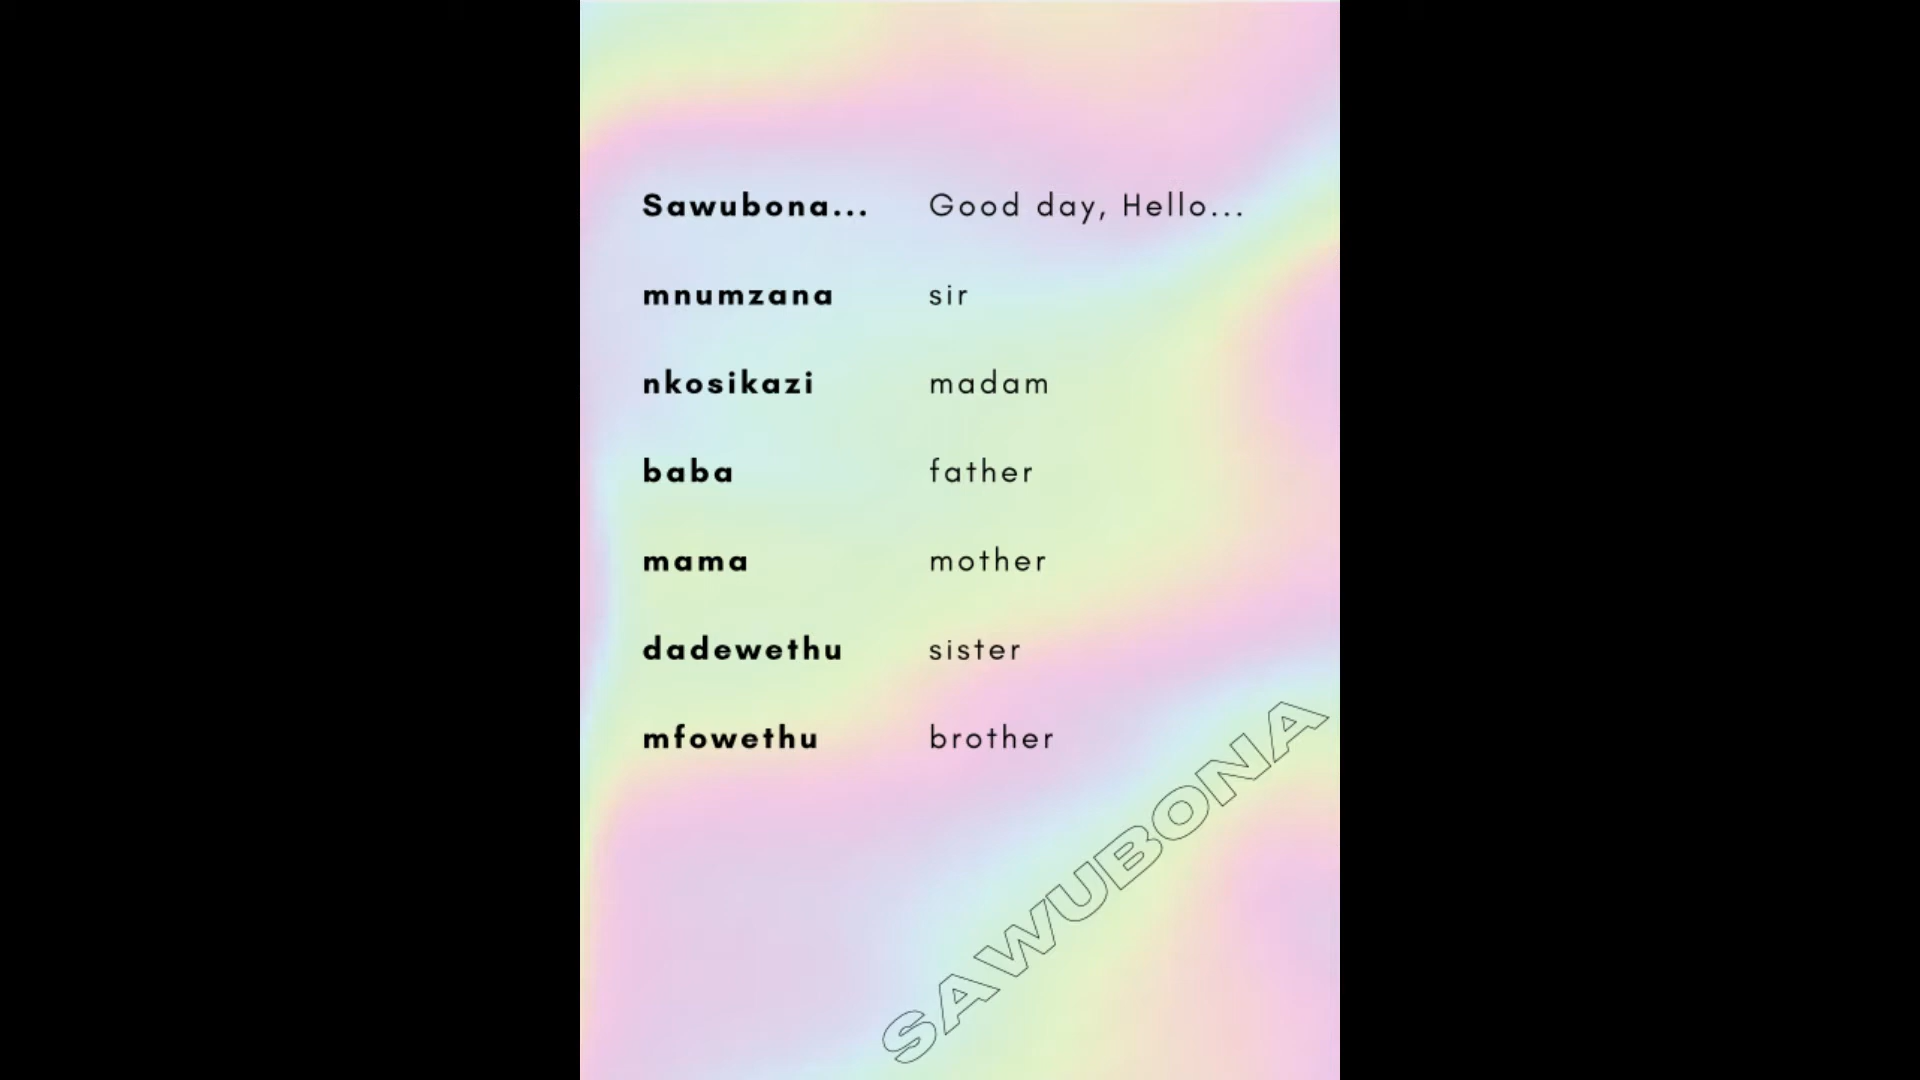 Sawubona... Good day, Hello...
mnumzana sir
nkosikazi madam
baba father
mama mother
dadewethu sister
mfowethu brother
SAWUBONA